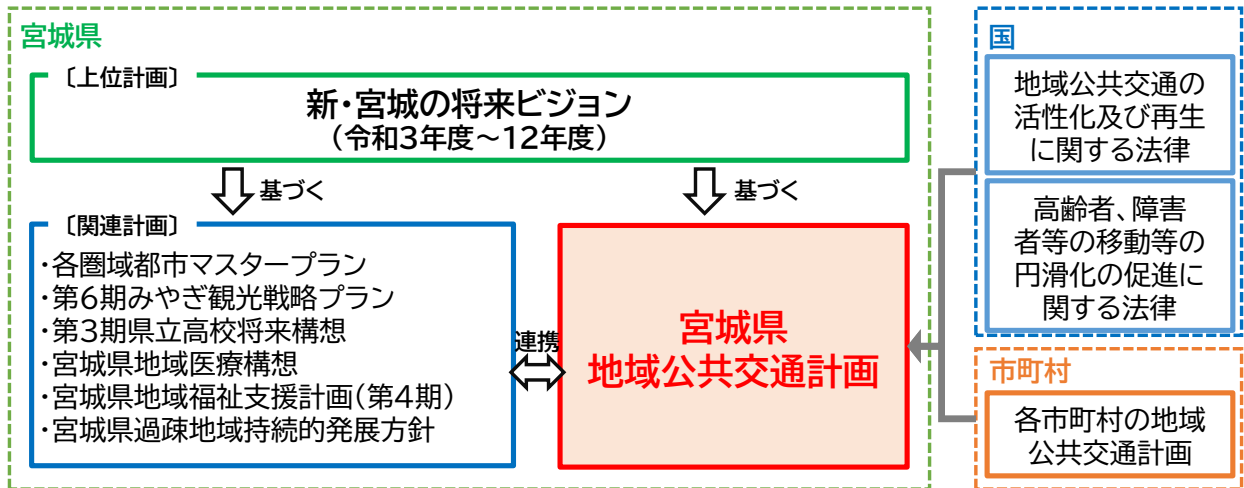 宮城県
〔上位計画〕
新・宮城の将来ビジョン
（令和3年度～12年度）
基づく
基づく
〔関連計画〕
・各圏域都市マスタープラン
・第6期みやぎ観光戦略プラン
・第3期県立高校将来構想
・宮城県地域医療構想
・宮城県地域福祉支援計画（第4期）
・宮城県過疎地域持続的発展方針
連携
宮城県
地域公共交通計画
国
地域公共交通の
活性化及び再生
に関する法律
高齢者、障害
者等の移動等の
円滑化の促進に
関する法律
市町村
各市町村の地域
公共交通計画